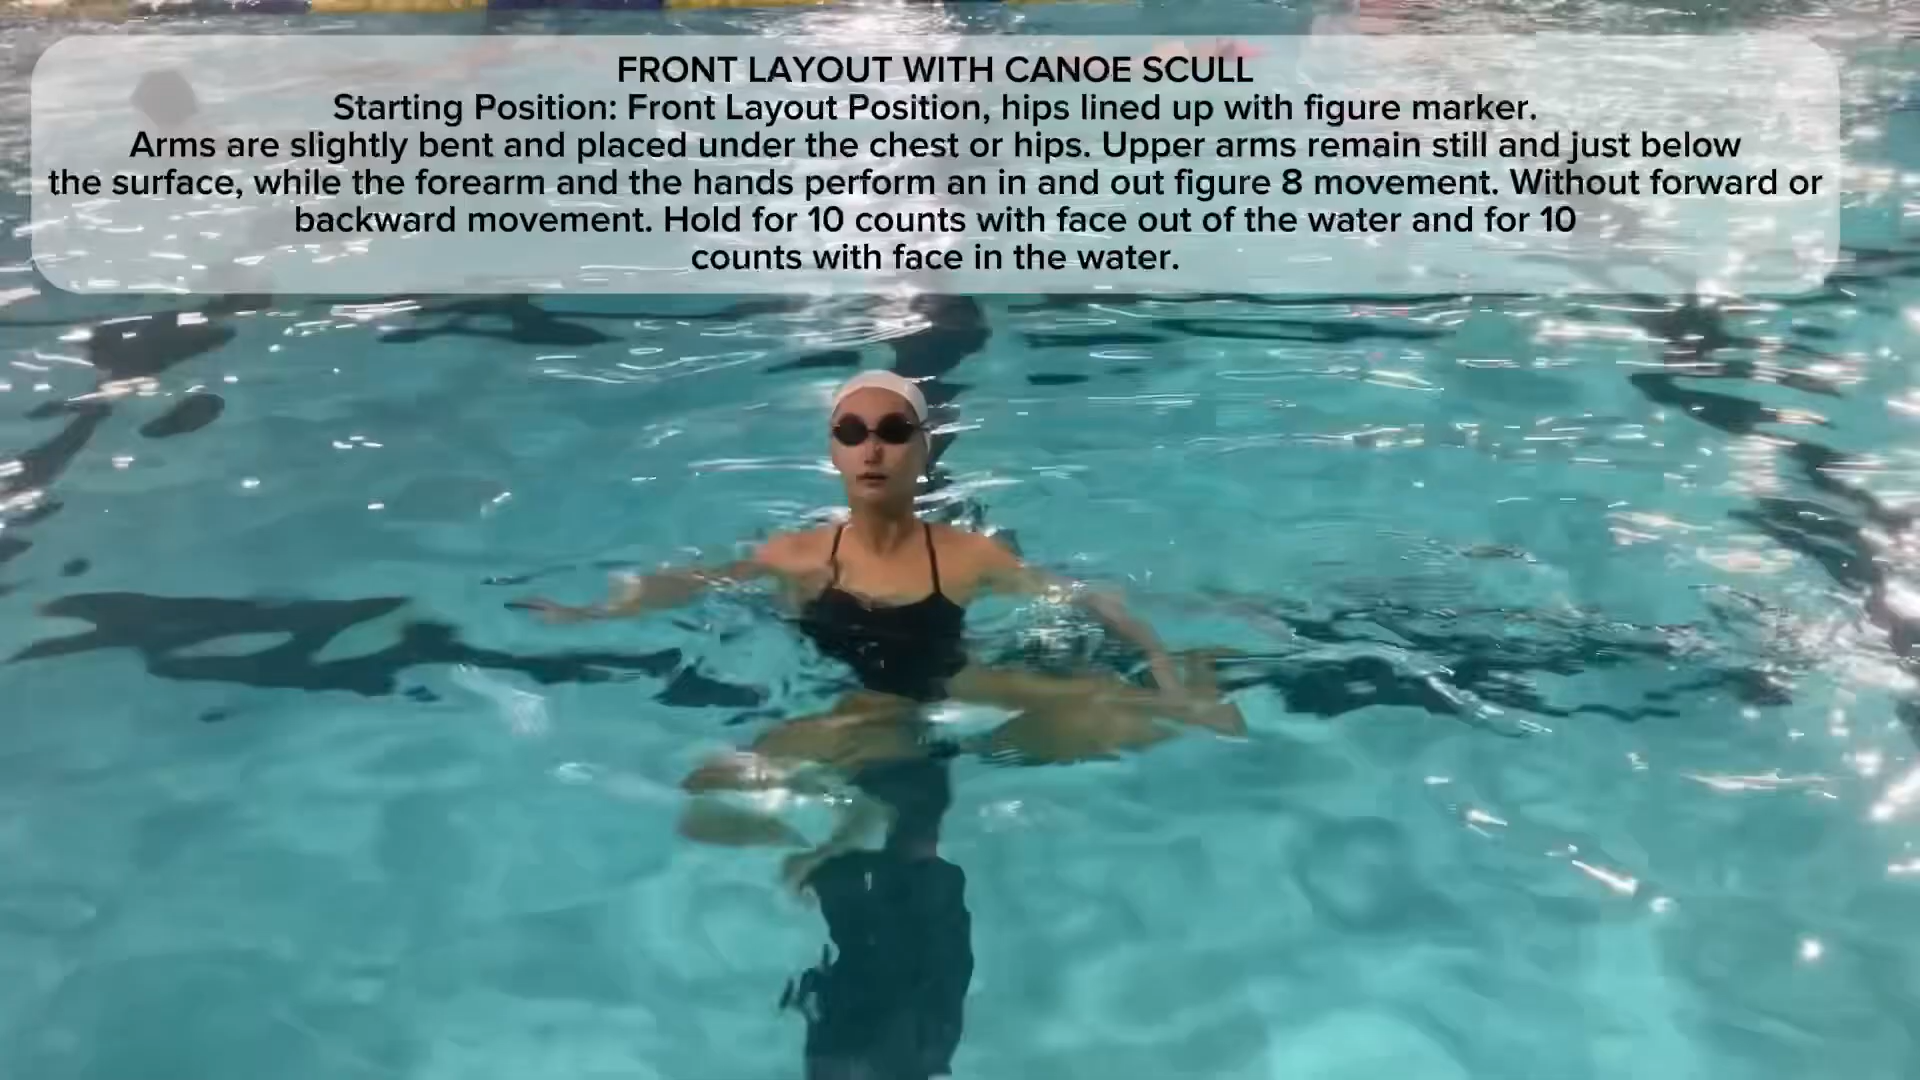 FRONT LAYOUT WITH CANOE SCULL
Starting Position: Front Layout Position, hips lined up with figure marker.
Arms are slightly bent and placed under the chest or hips. Upper arms remain still and just below
the surface, while the forearm and the hands perform an in and out figure 8 movement. Without forward or
backward movement. Hold for 10 counts with face out of the water and for 10
counts with face in the water.